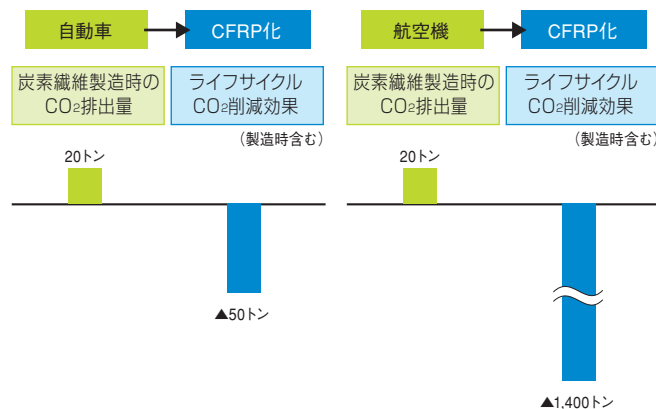 自動車
CFRP化
炭素繊維製造時の
CO₂排出量
ライフサイクル
CO₂削減効果
(製造時含む)
20トン
▲50トン
航空機
CFRP化
炭素繊維製造時の
CO₂排出量
ライフサイクル
CO₂削減効果
(製造時含む)
20トン
▲1,400トン